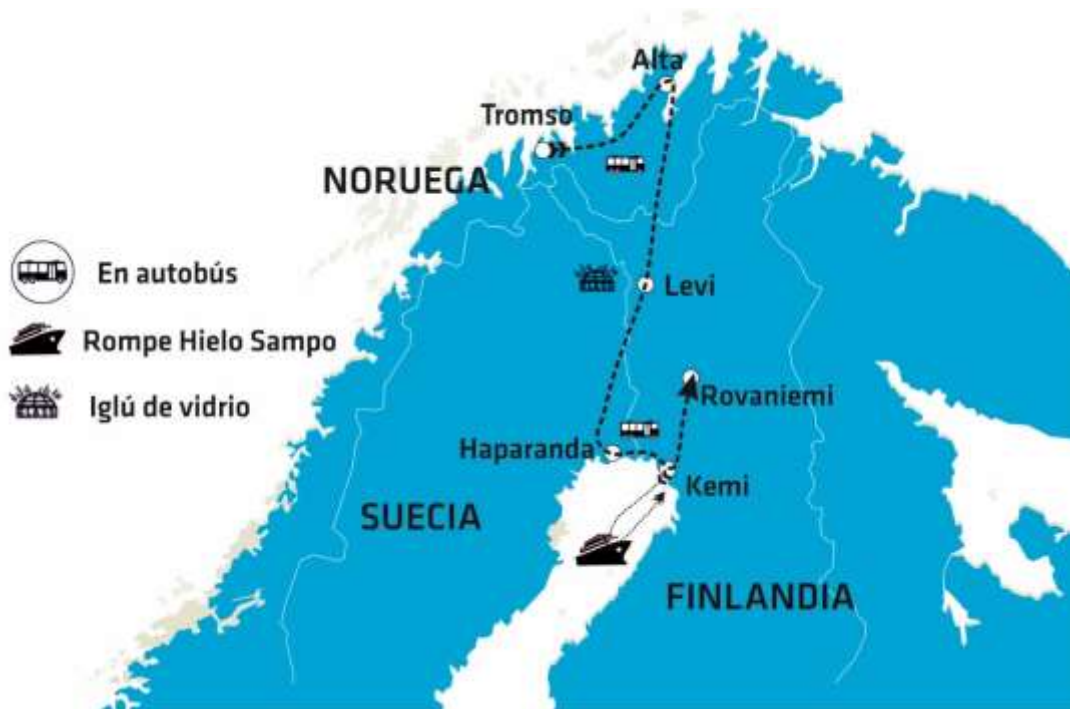 Alta
Tromso
NORUEGA
En autobús
Levi
Rompe Hielo Sampo
Iglú de vidrio
Rovaniemi
Haparanda
Kemi
SUECIA
FINLANDIA